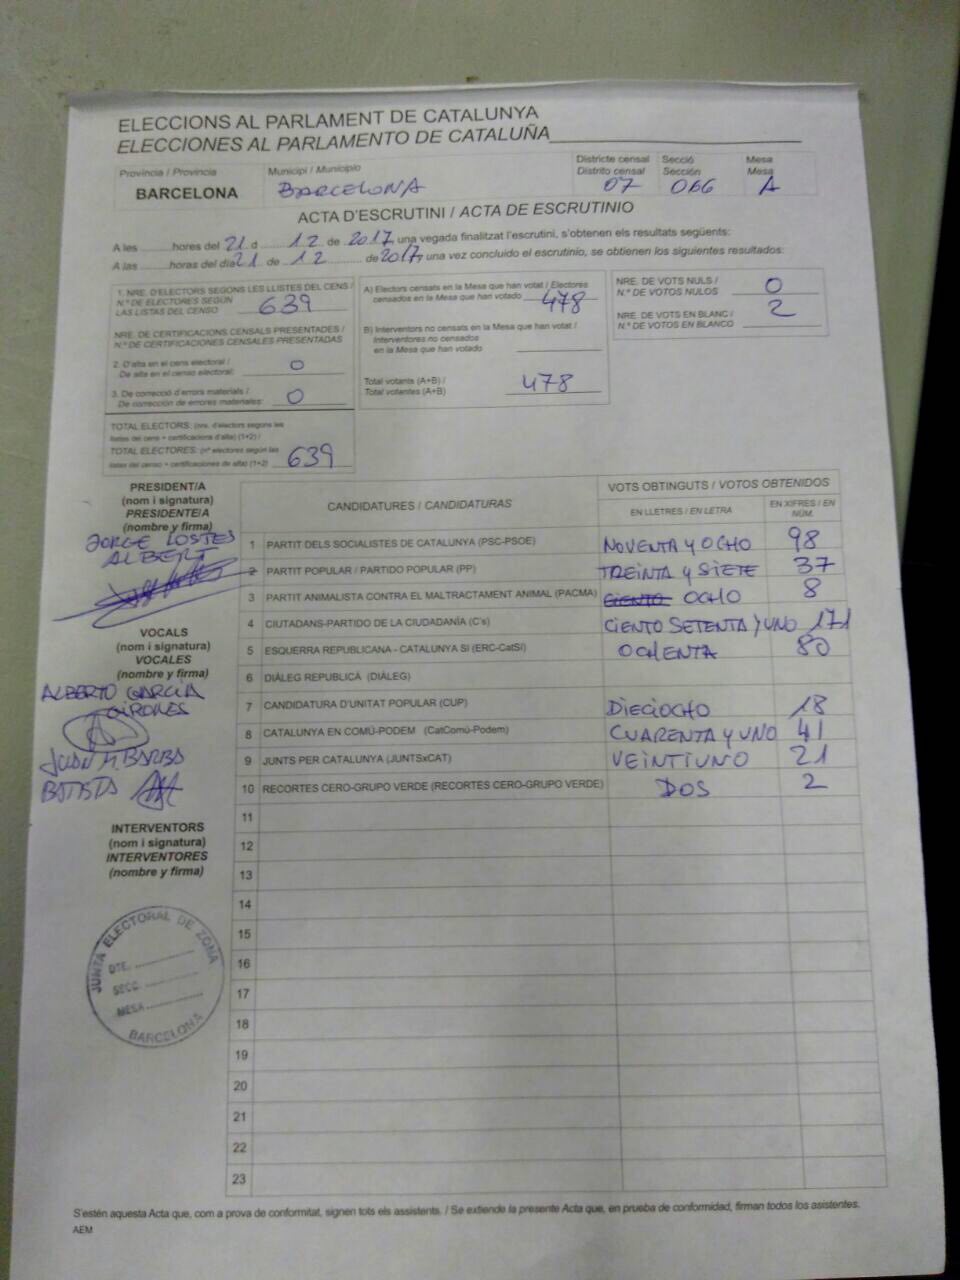 ELECCIONS AL PARLAMENT DE CATALUNYA
ELECCIONES AL PARLAMENTO DE CATALUÑA
Província / Provincia
BARCELONA
Municipi / Municipio
BARCELONA
Districte censal
Distrito censal
07
Secció
Sección
066
Mesa
Mesa
A
ACTA D'ESCRUTINI / ACTA DE ESCRUTINIO
A les ........ hores del 21 d ...... 12 de 2017, una vegada finalitzat l'escrutini, s'obtenen els resultats següents:
A las ........ horas del día 21 de ... 12 ...... de 2017, una vez concluido el escrutinio, se obtienen los siguientes resultados:
1. NRE. D'ELECTORS SEGONS LES LLISTES DEL CENS /
N.º DE ELECTORES SEGÚN
LAS LISTAS DEL CENSO 639
NRE. DE CERTIFICACIONS CENSALS PRESENTADES /
N.º DE CERTIFICACIONES CENSALES PRESENTADAS
2. D'alta en el cens electoral /
De alta en el censo electoral: 0
3. De correcció d'errors materials /
De corrección de errores materiales: 0
TOTAL ELECTORS: (nre. d'electors segons les
llistes del cens + certificacions d'alta) (1+2) /
TOTAL ELECTORES: (nº electores según las
listas del censo + certificaciones de alta) (1+2) 639
A) Electors censats en la Mesa que han votat / Electores
censados en la Mesa que han votado 478
B) Interventors no censats en la Mesa que han votat /
Interventores no censados
en la Mesa que han votado
Total votants (A+B) /
Total votantes (A+B) 478
NRE. DE VOTS NULS /
N.º DE VOTOS NULOS 0
NRE. DE VOTS EN BLANC /
N.º DE VOTOS EN BLANCO 2
PRESIDENT/A
(nom i signatura)
PRESIDENTE/A
(nombre y firma)
JORGE LOSTES
ALBERT
VOCALS
(nom i signatura)
VOCALES
(nombre y firma)
ALBERTO GARCÍA
GIRONES
JUAN M. BARBA
BATISTA
INTERVENTORS
(nom i signatura)
INTERVENTORES
(nombre y firma)
JUNTA ELECTORAL DE ZONA
DTE.
SECC.
MESA
BARCELONA
CANDIDATURES / CANDIDATURAS
VOTS OBTINGUTS / VOTOS OBTENIDOS
EN LLETRES / EN LETRA
EN XIFRES / EN
NÚM.
1 PARTIT DELS SOCIALISTES DE CATALUNYA (PSC-PSOE) NOVENTA Y OCHO 98
2 PARTIT POPULAR / PARTIDO POPULAR (PP) TREINTA Y SIETE 37
3 PARTIT ANIMALISTA CONTRA EL MALTRACTAMENT ANIMAL (PACMA) CIENTO OCHO 8
4 CIUTADANS-PARTIDO DE LA CIUDADANÍA (C's) CIENTO SETENTA Y UNO 171
5 ESQUERRA REPUBLICANA - CATALUNYA SI (ERC-CatSí) OCHENTA 80
6 DIÀLEG REPUBLICÀ (DIÀLEG)
7 CANDIDATURA D'UNITAT POPULAR (CUP) DIECIOCHO 18
8 CATALUNYA EN COMÚ-PODEM (CatComú-Podem) CUARENTA Y UNO 41
9 JUNTS PER CATALUNYA (JUNTSxCAT) VEINTIUNO 21
10 RECORTES CERO-GRUPO VERDE (RECORTES CERO-GRUPO VERDE) DOS 2
11
12
13
14
15
16
17
18
19
20
21
22
23
S'estén aquesta Acta que, com a prova de conformitat, signen tots els assistents. / Se extiende la presente Acta que, en prueba de conformidad, firman todos los asistentes.
AEM